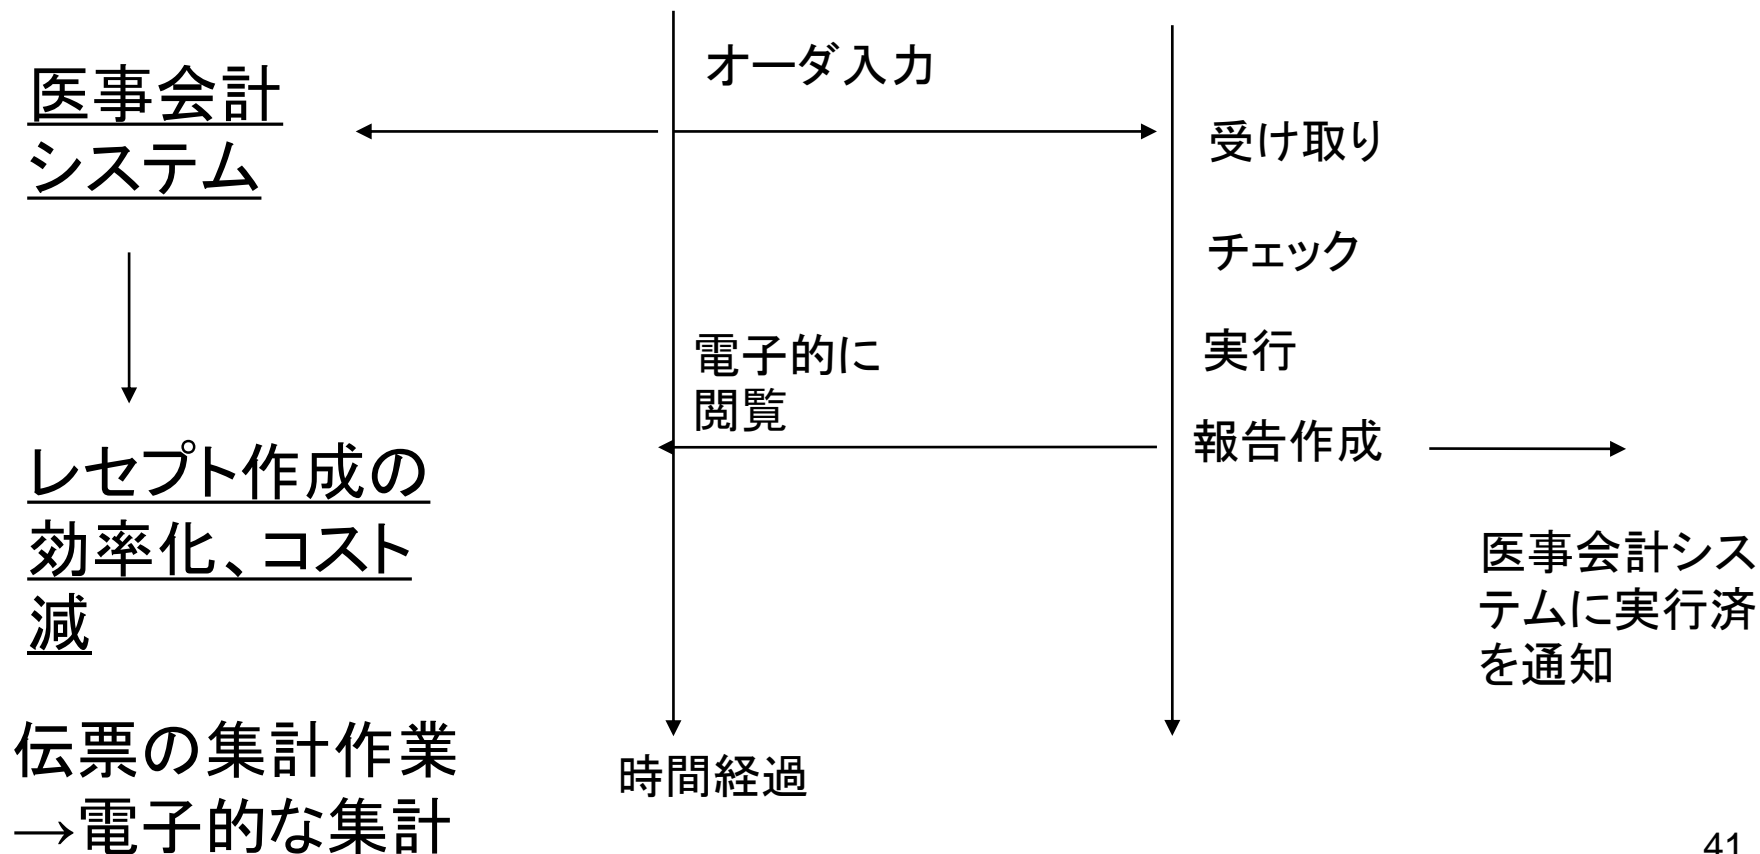 医事会計
システム
レセプト作成の
効率化、コスト
減
伝票の集計作業
→電子的な集計
オーダ入力
電子的に
閲覧
時間経過
受け取り
チェック
実行
報告作成
医事会計シス
テムに実行済
を通知
41